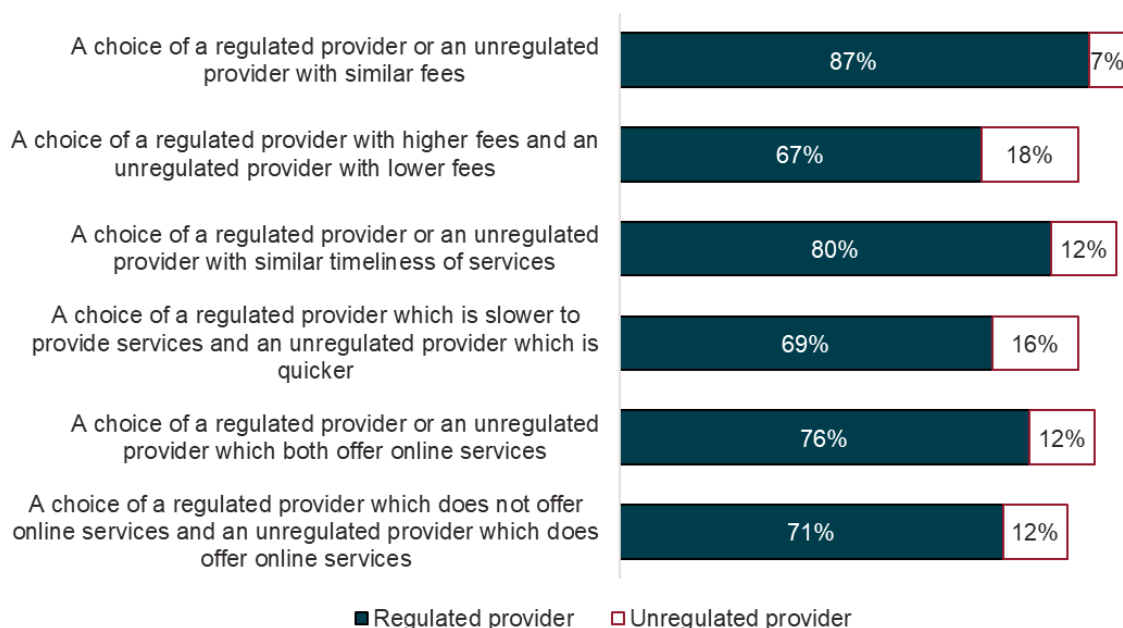 A choice of a regulated provider or an unregulated
provider with similar fees
87%
7%
A choice of a regulated provider with higher fees and an
unregulated provider with lower fees
67%
18%
A choice of a regulated provider or an unregulated
provider with similar timeliness of services
80%
12%
A choice of a regulated provider which is slower to
provide services and an unregulated provider which is
quicker
69%
16%
A choice of a regulated provider or an unregulated
provider which both offer online services
76%
12%
A choice of a regulated provider which does not offer
online services and an unregulated provider which does
offer online services
71%
12%
Regulated provider
Unregulated provider